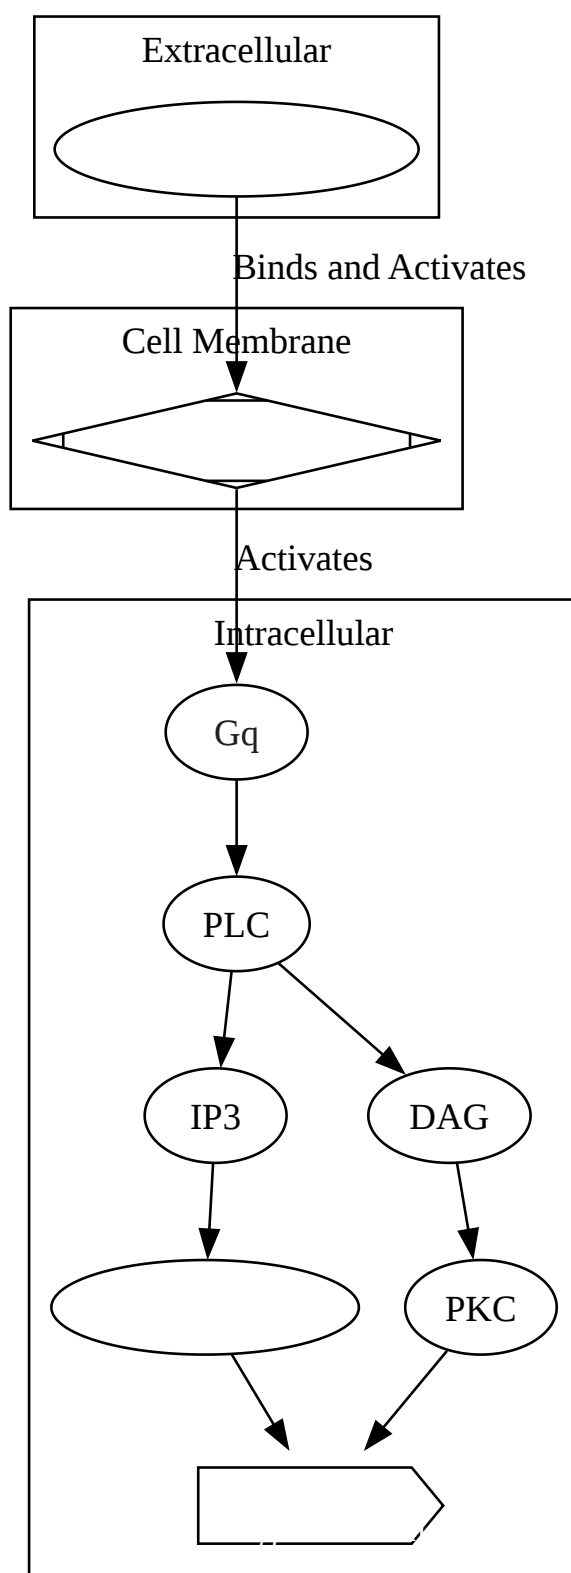 Extracellular
Binds and Activates
Cell Membrane
Activates
Intracellular
Gq
PLC
IP3
DAG
PKC